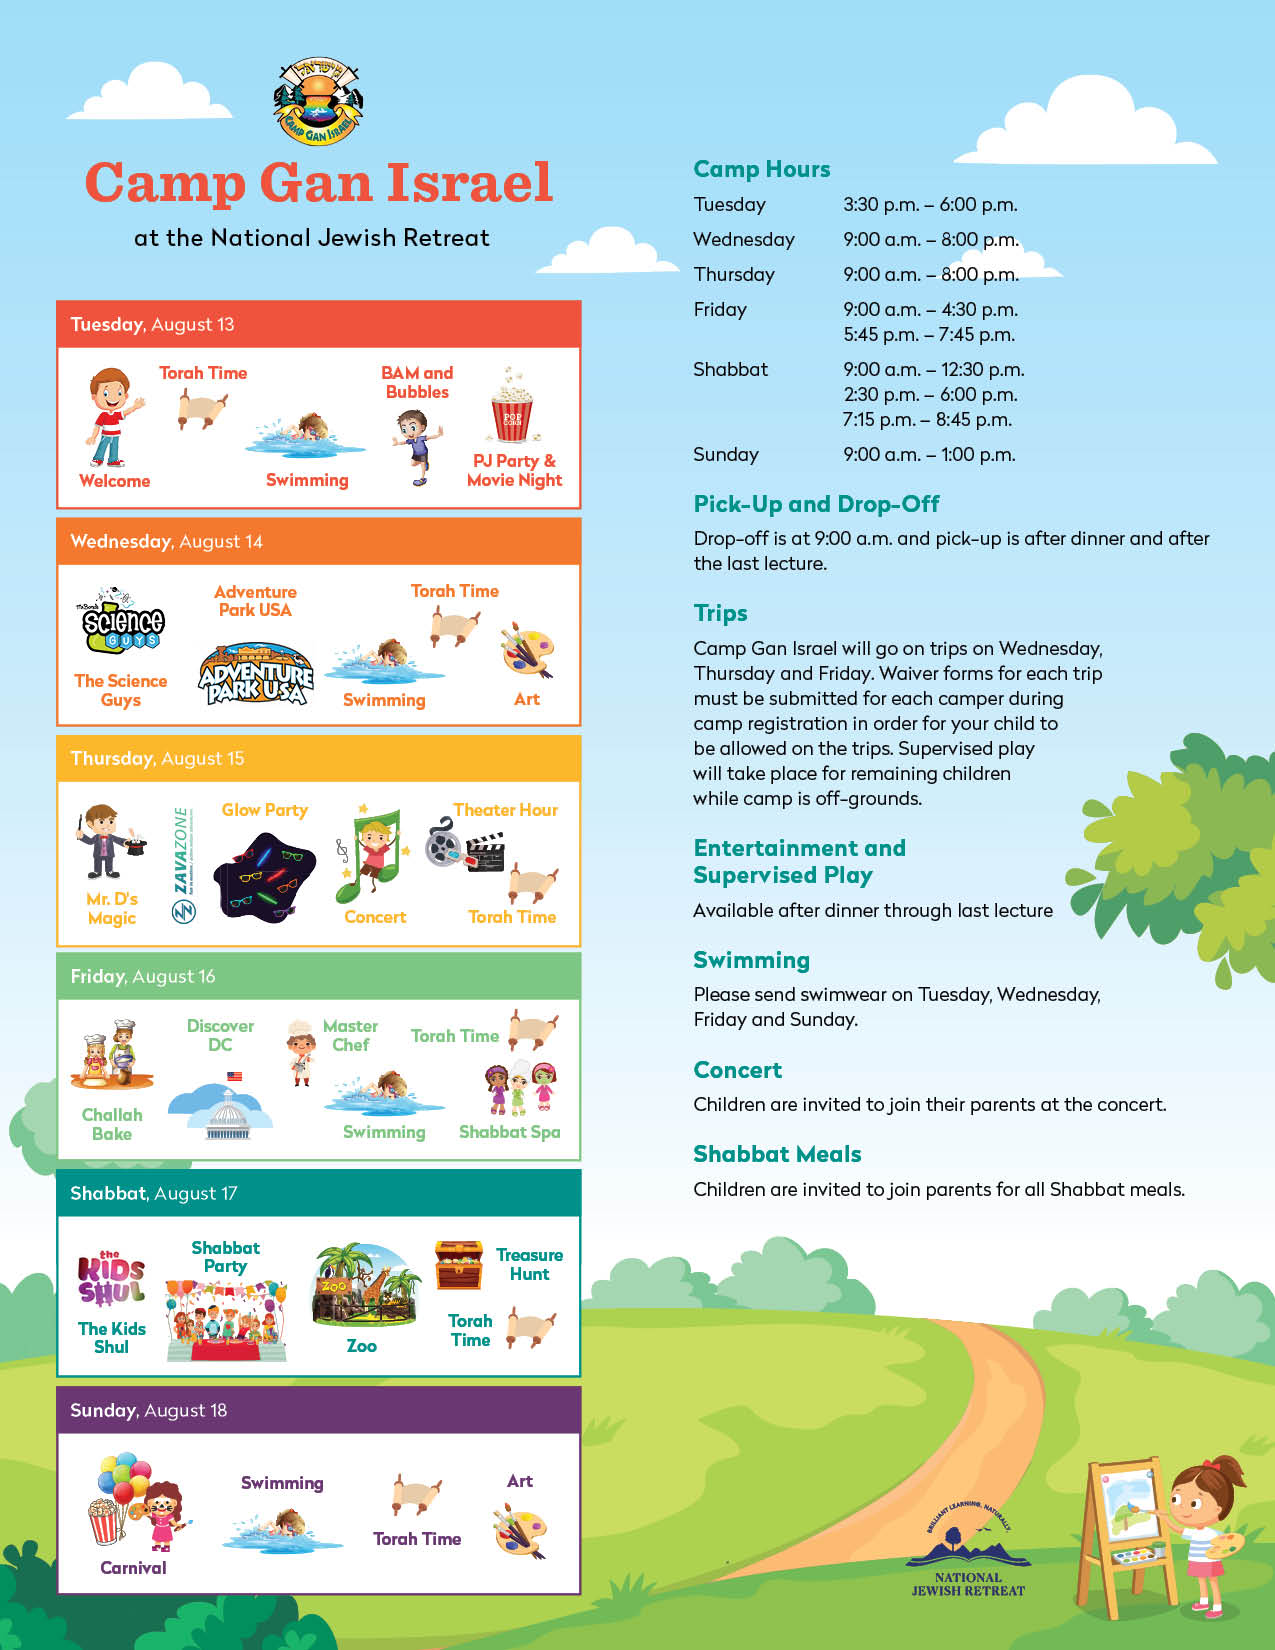 CAMP GAN ISRAEL
Camp Gan Israel
at the National Jewish Retreat
Tuesday, August 13
Welcome
Torah Time
Swimming
BAM and
Bubbles
POP
CORN
PJ Party &
Movie Night
Wednesday, August 14
Science
GUYS
The Science
Guys
Adventure
Park USA
ADVENTURE
PARK USA
Swimming
Torah Time
Art
Thursday, August 15
Mr. D's
Magic
ZAVAZONE
Glow Party
Concert
Theater Hour
Torah Time
Friday, August 16
Challah
Bake
Discover
DC
Master
Chef
Swimming
Torah Time
Shabbat Spa
Shabbat, August 17
the
KiDS
SHUL
The Kids
Shul
Shabbat
Party
ZOO
Zoo
Treasure
Hunt
Torah
Time
Sunday, August 18
Carnival
Swimming
Torah Time
Art
Camp Hours
Tuesday 3:30 p.m. – 6:00 p.m.
Wednesday 9:00 a.m. – 8:00 p.m.
Thursday 9:00 a.m. – 8:00 p.m.
Friday 9:00 a.m. – 4:30 p.m.
5:45 p.m. – 7:45 p.m.
Shabbat 9:00 a.m. – 12:30 p.m.
2:30 p.m. – 6:00 p.m.
7:15 p.m. – 8:45 p.m.
Sunday 9:00 a.m. – 1:00 p.m.
Pick-Up and Drop-Off
Drop-off is at 9:00 a.m. and pick-up is after dinner and after
the last lecture.
Trips
Camp Gan Israel will go on trips on Wednesday,
Thursday and Friday. Waiver forms for each trip
must be submitted for each camper during
camp registration in order for your child to
be allowed on the trips. Supervised play
will take place for remaining children
while camp is off-grounds.
Entertainment and
Supervised Play
Available after dinner through last lecture
Swimming
Please send swimwear on Tuesday, Wednesday,
Friday and Sunday.
Concert
Children are invited to join their parents at the concert.
Shabbat Meals
Children are invited to join parents for all Shabbat meals.
BRILLIANT LEARNING. NATURALLY.
NATIONAL
JEWISH RETREAT